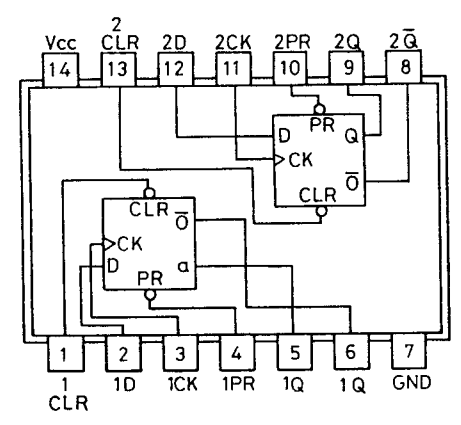 2
Vcc CLR 2D 2CK 2PR 2Q 2Q̅
14 13 12 11 10 9 8
PR
D Q
CK
O̅
CLR
CLR
O̅
CK
D a
PR
1 2 3 4 5 6 7
1 1D 1CK 1PR 1Q 1Q GND
CLR